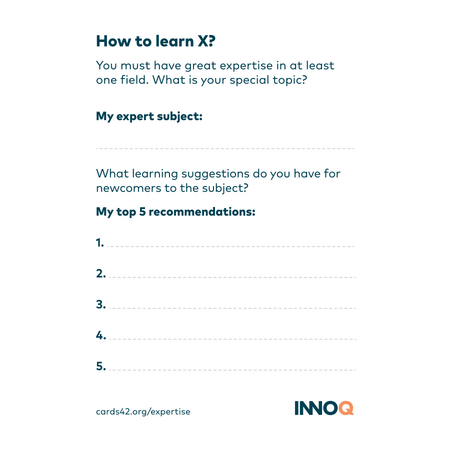 How to learn X?
You must have great expertise in at least
one field. What is your special topic?
My expert subject:
What learning suggestions do you have for
newcomers to the subject?
My top 5 recommendations:
1.
2.
3.
4.
5.
cards42.org/expertise
INNOQ